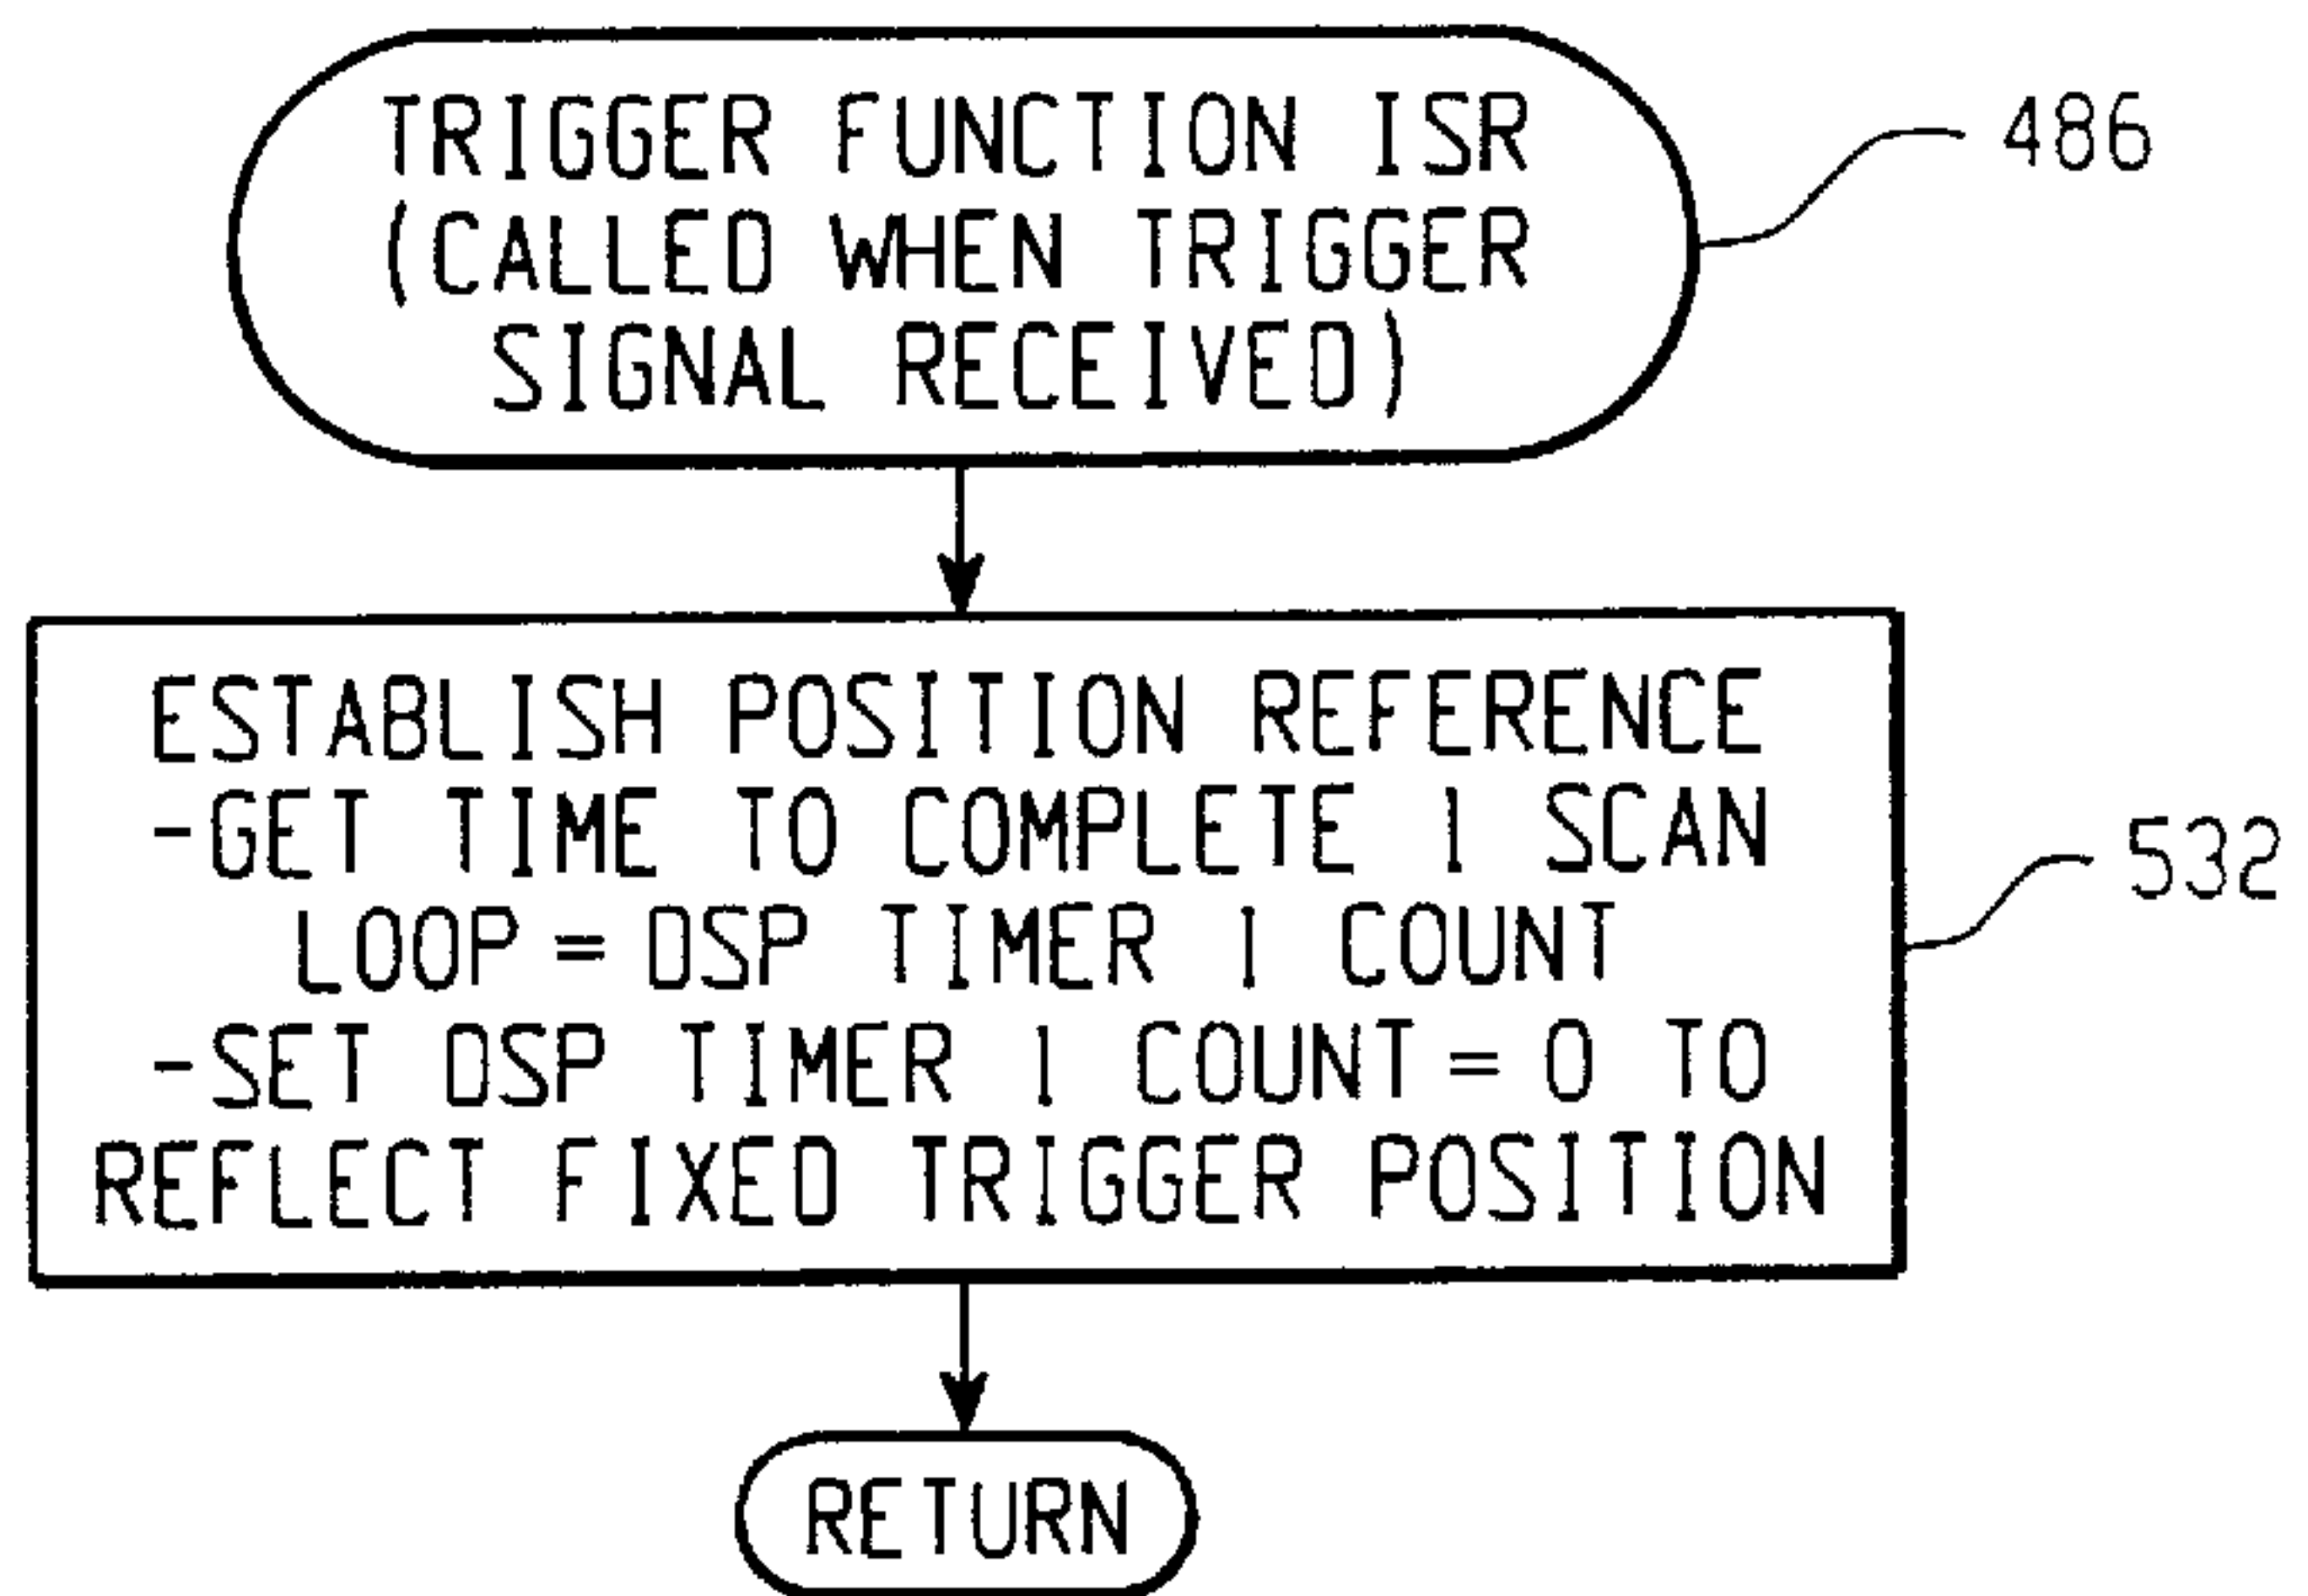 TRIGGER FUNCTION ISR
(CALLED WHEN TRIGGER
SIGNAL RECEIVED)
486
ESTABLISH POSITION REFERENCE
-GET TIME TO COMPLETE 1 SCAN
LOOP = DSP TIMER 1 COUNT
-SET DSP TIMER 1 COUNT = 0 TO
REFLECT FIXED TRIGGER POSITION
532
RETURN